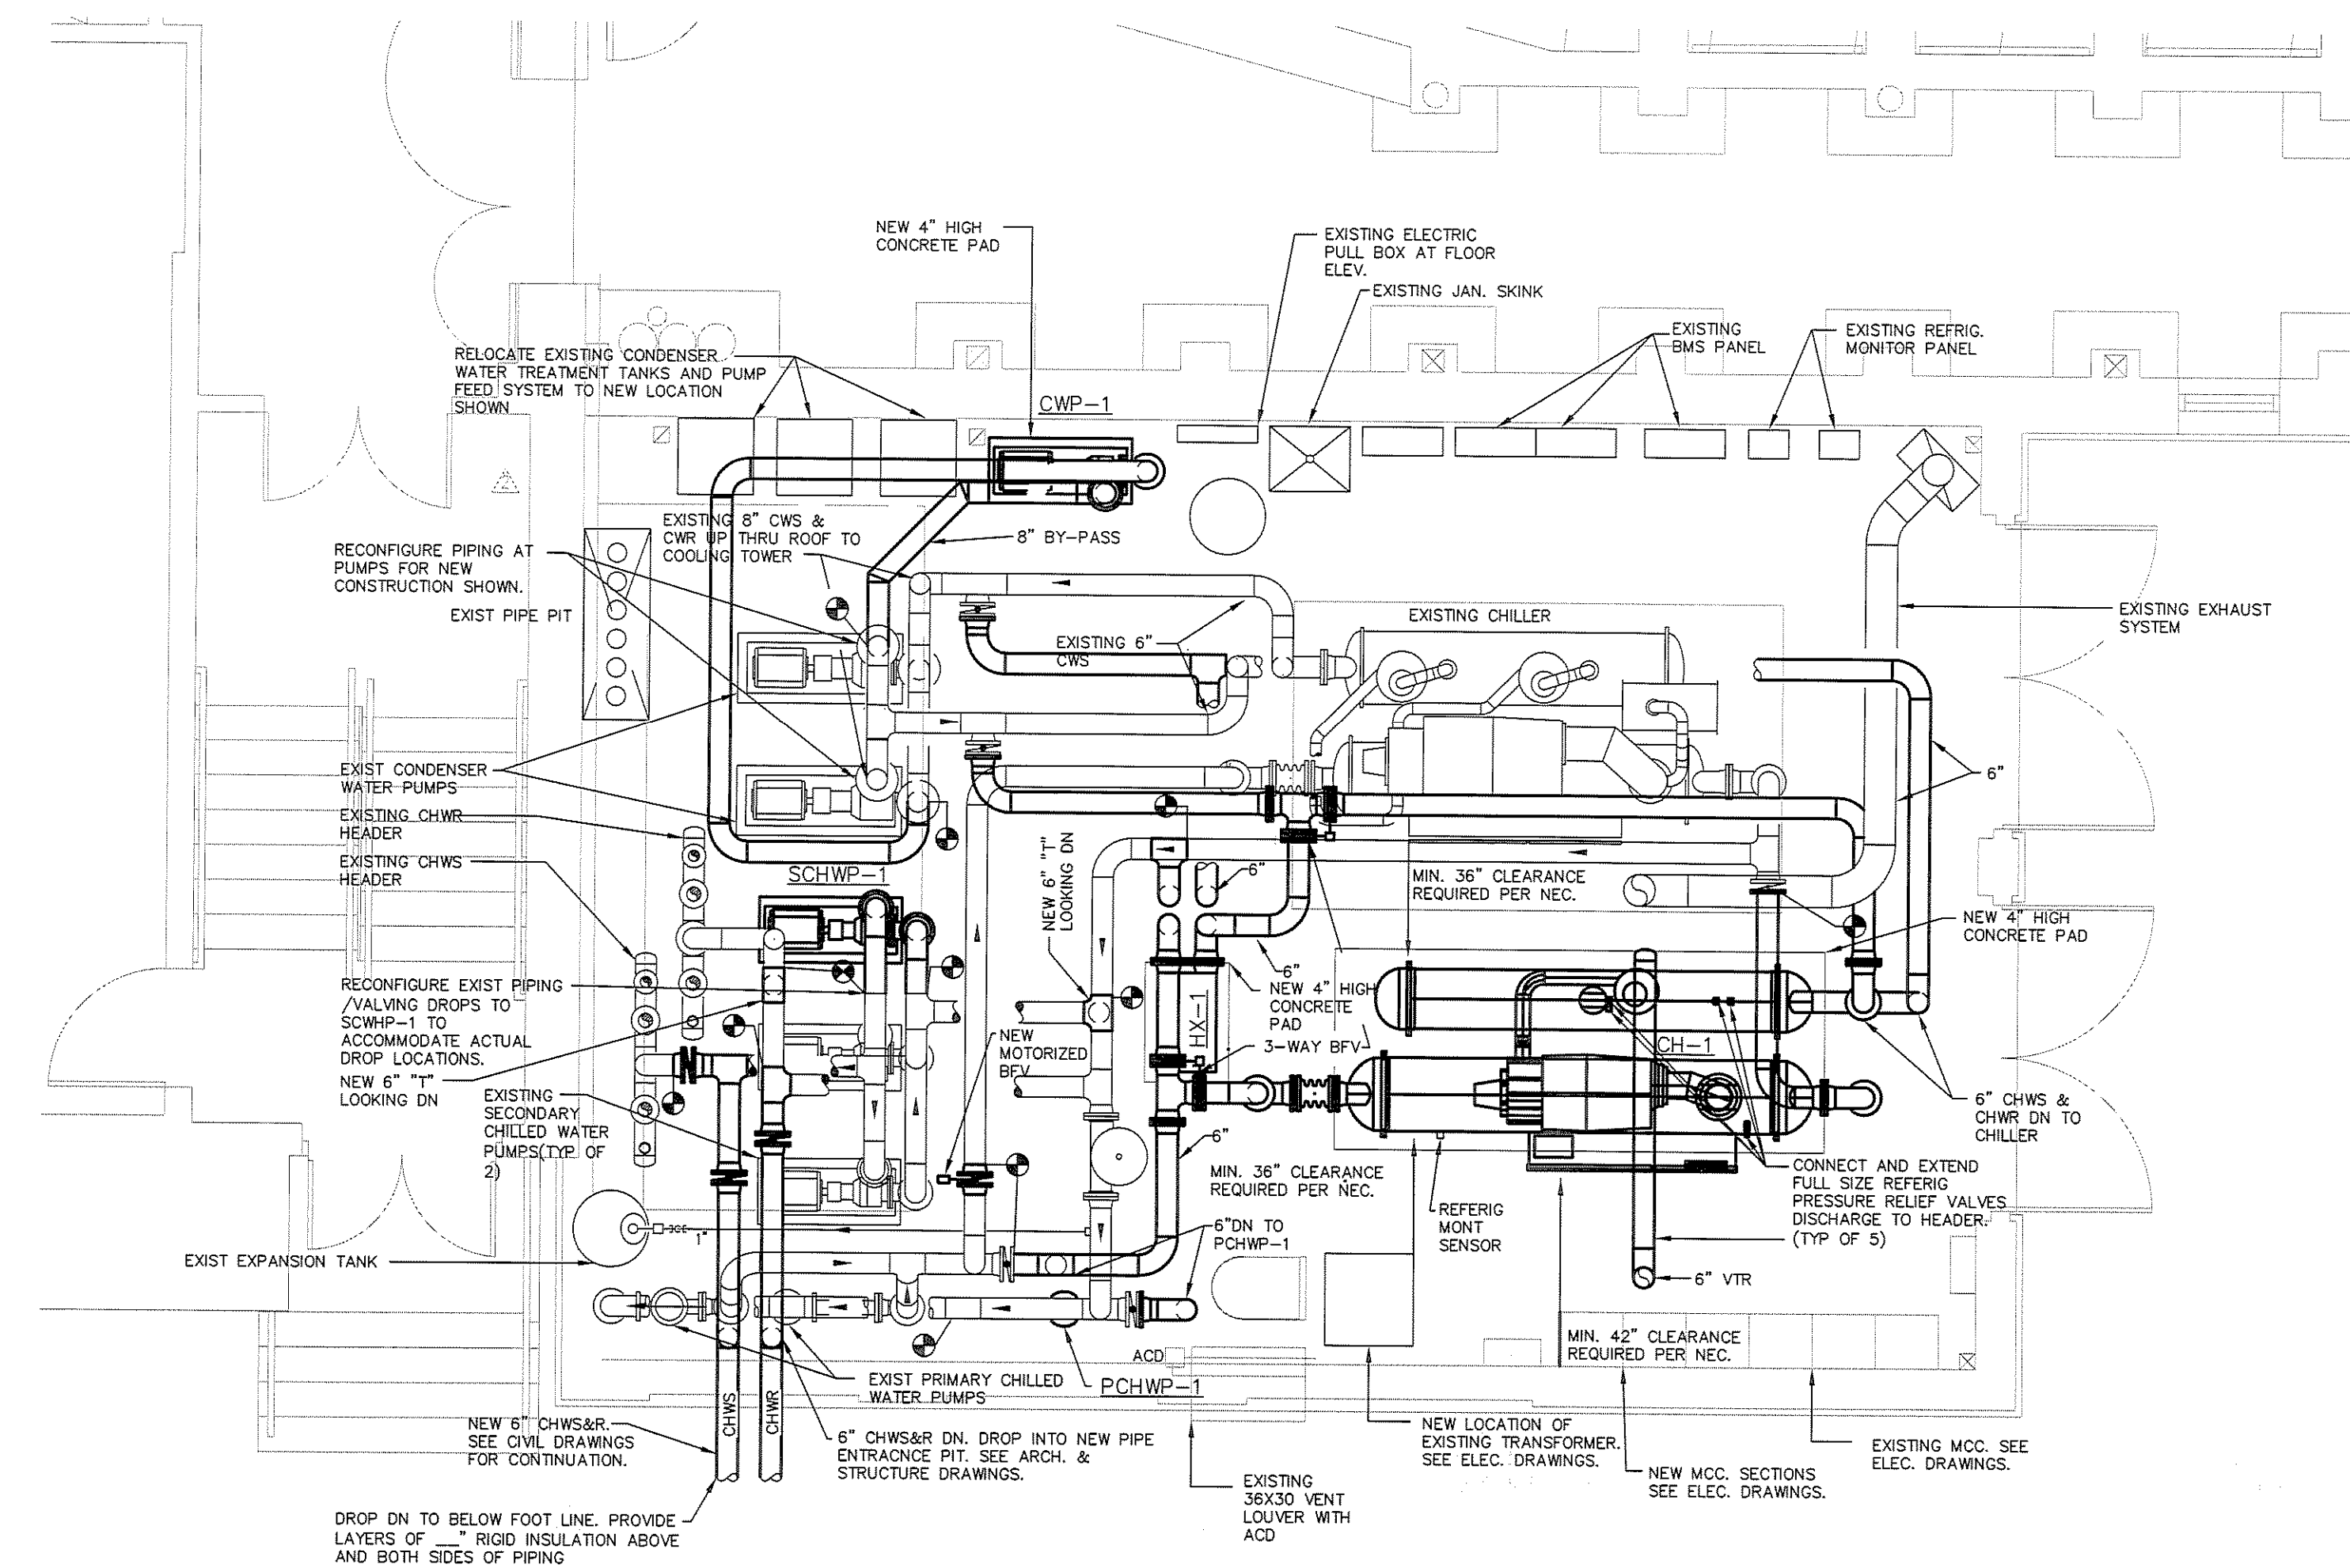 NEW 4" HIGH
CONCRETE PAD
EXISTING ELECTRIC
PULL BOX AT FLOOR
ELEV.
EXISTING JAN. SKINK
EXISTING
BMS PANEL
EXISTING REFRIG.
MONITOR PANEL
RELOCATE EXISTING CONDENSER
WATER TREATMENT TANKS AND PUMP
FEED SYSTEM TO NEW LOCATION
SHOWN
CWP-1
2
EXISTING 8" CWS &
CWR UP THRU ROOF TO
COOLING TOWER
8" BY-PASS
RECONFIGURE PIPING AT
PUMPS FOR NEW
CONSTRUCTION SHOWN.
EXIST PIPE PIT
EXISTING 6"
CWS
EXISTING CHILLER
EXISTING EXHAUST
SYSTEM
6"
EXIST CONDENSER
WATER PUMPS
EXISTING CHWR
HEADER
EXISTING CHWS
HEADER
SCHWP-1
NEW 6" "T"
LOOKING DN
6"
MIN. 36" CLEARANCE
REQUIRED PER NEC.
NEW 4" HIGH
CONCRETE PAD
6"
NEW 4" HIGH
CONCRETE
PAD
HX-1
3-WAY BFV
RECONFIGURE EXIST PIPING
/VALVING DROPS TO
SCWHP-1 TO
ACCOMMODATE ACTUAL
DROP LOCATIONS.
NEW 6" "T"
LOOKING DN
NEW
MOTORIZED
BFV
CH-1
EXISTING
SECONDARY
CHILLED WATER
PUMPS(TYP OF
2)
6" CHWS &
CHWR DN TO
CHILLER
6"
MIN. 36" CLEARANCE
REQUIRED PER NEC.
CONNECT AND EXTEND
FULL SIZE REFERIG
PRESSURE RELIEF VALVES
DISCHARGE TO HEADER.
(TYP OF 5)
REFERIG
MONT
SENSOR
6"DN TO
PCHWP-1
1"
EXIST EXPANSION TANK
6" VTR
MIN. 42" CLEARANCE
REQUIRED PER NEC.
ACD
EXIST PRIMARY CHILLED
WATER PUMPS
PCHWP-1
CHWS
CHWR
NEW 6" CHWS&R.
SEE CIVIL DRAWINGS
FOR CONTINUATION.
6" CHWS&R DN. DROP INTO NEW PIPE
ENTRACNCE PIT. SEE ARCH. &
STRUCTURE DRAWINGS.
NEW LOCATION OF
EXISTING TRANSFORMER.
SEE ELEC. DRAWINGS.
EXISTING MCC. SEE
ELEC. DRAWINGS.
NEW MCC. SECTIONS
SEE ELEC. DRAWINGS.
EXISTING
36X30 VENT
LOUVER WITH
ACD
DROP DN TO BELOW FOOT LINE. PROVIDE
LAYERS OF __" RIGID INSULATION ABOVE
AND BOTH SIDES OF PIPING